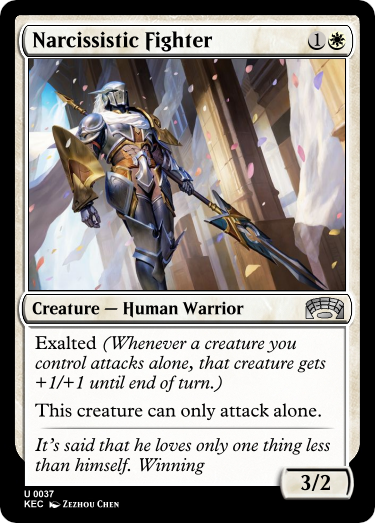 Narcissistic Fighter 1
Creature — Human Warrior
Exalted (Whenever a creature you
control attacks alone, that creature gets
+1/+1 until end of turn.)
This creature can only attack alone.
It's said that he loves only one thing less
than himself. Winning
3/2
U 0037
KEC Zezhou Chen